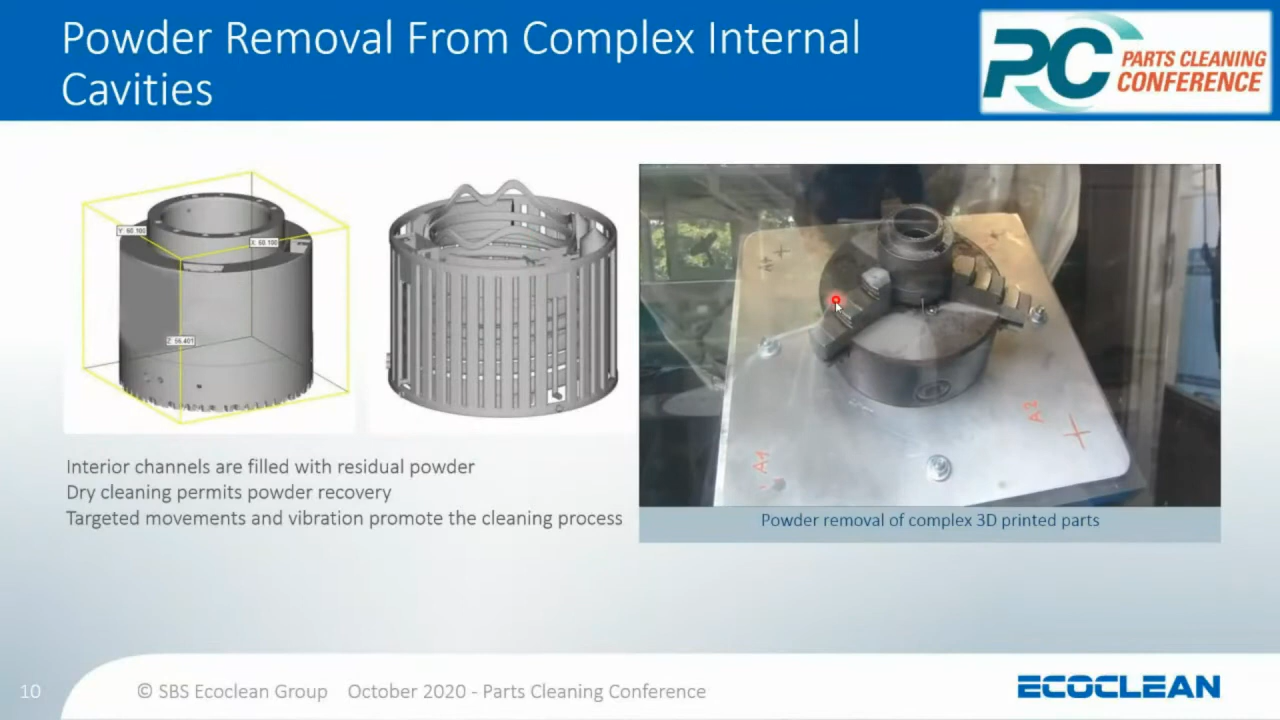 Powder Removal From Complex Internal
Cavities
PC PARTS CLEANING
CONFERENCE
Y: 60.100
X: 60.100
Z: 56.401
A2
A1
Interior channels are filled with residual powder
Dry cleaning permits powder recovery
Targeted movements and vibration promote the cleaning process
Powder removal of complex 3D printed parts
10
© SBS Ecoclean Group October 2020 - Parts Cleaning Conference
ECOCLEAN